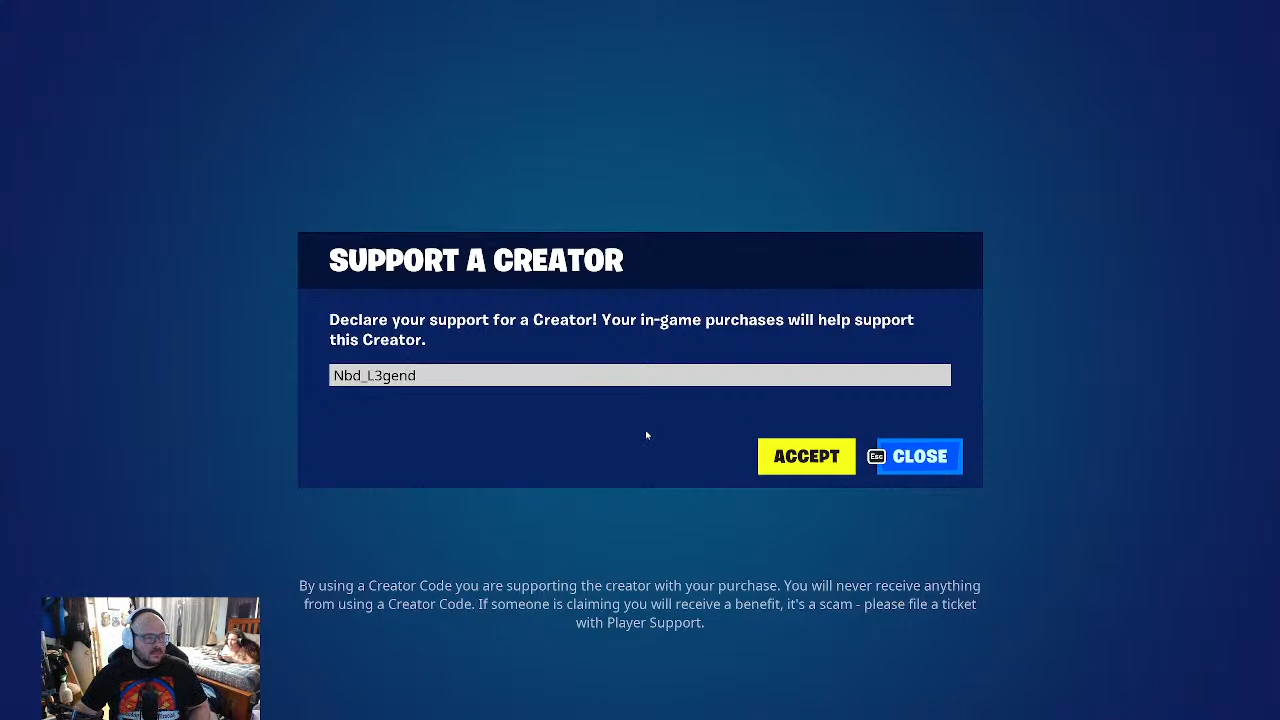 SUPPORT A CREATOR
Declare your support for a Creator! Your in-game purchases will help support
this Creator.
Nbd_L3gend
ACCEPT
Esc CLOSE
By using a Creator Code you are supporting the creator with your purchase. You will never receive anything
from using a Creator Code. If someone is claiming you will receive a benefit, it's a scam - please file a ticket
with Player Support.